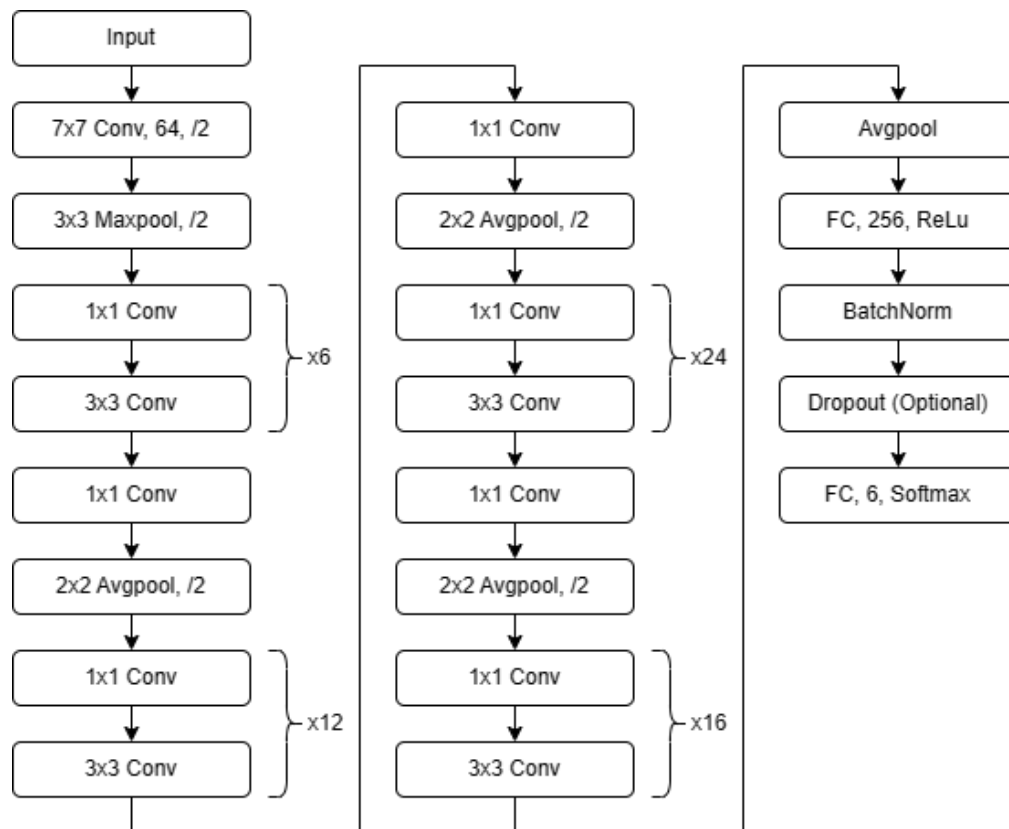 Input
7x7 Conv, 64, /2
3x3 Maxpool, /2
1x1 Conv
3x3 Conv
x6
1x1 Conv
2x2 Avgpool, /2
1x1 Conv
3x3 Conv
x12
1x1 Conv
2x2 Avgpool, /2
1x1 Conv
3x3 Conv
x24
1x1 Conv
2x2 Avgpool, /2
1x1 Conv
3x3 Conv
x16
Avgpool
FC, 256, ReLu
BatchNorm
Dropout (Optional)
FC, 6, Softmax